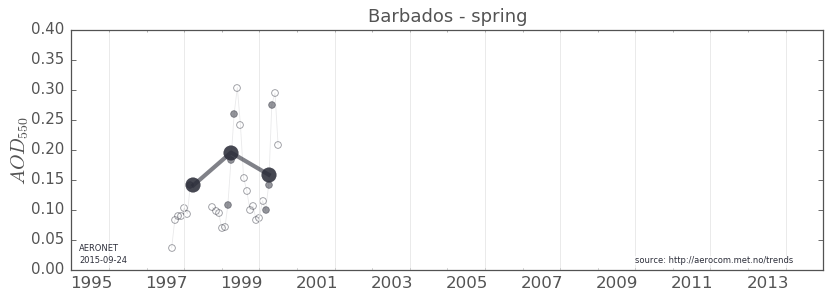 Barbados - spring
0.40
0.35
0.30
0.25
0.20
0.15
0.10
0.05
0.00
AOD550
AERONET
2015-09-24
source: http://aerocom.met.no/trends
1995 1997 1999 2001 2003 2005 2007 2009 2011 2013